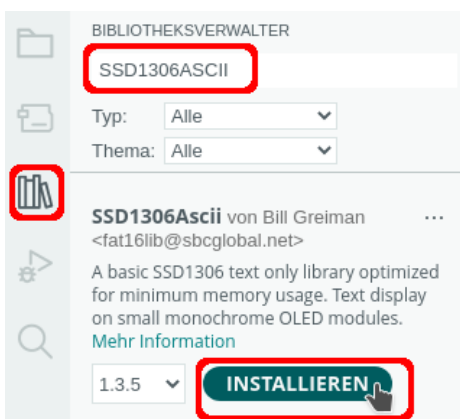 BIBLIOTHEKSVERWALTER
SSD1306ASCII
Typ: Alle
Thema: Alle
SSD1306Ascii von Bill Greiman ...
<fat16lib@sbcglobal.net>
A basic SSD1306 text only library optimized
for minimum memory usage. Text display
on small monochrome OLED modules.
Mehr Information
1.3.5 INSTALLIEREN